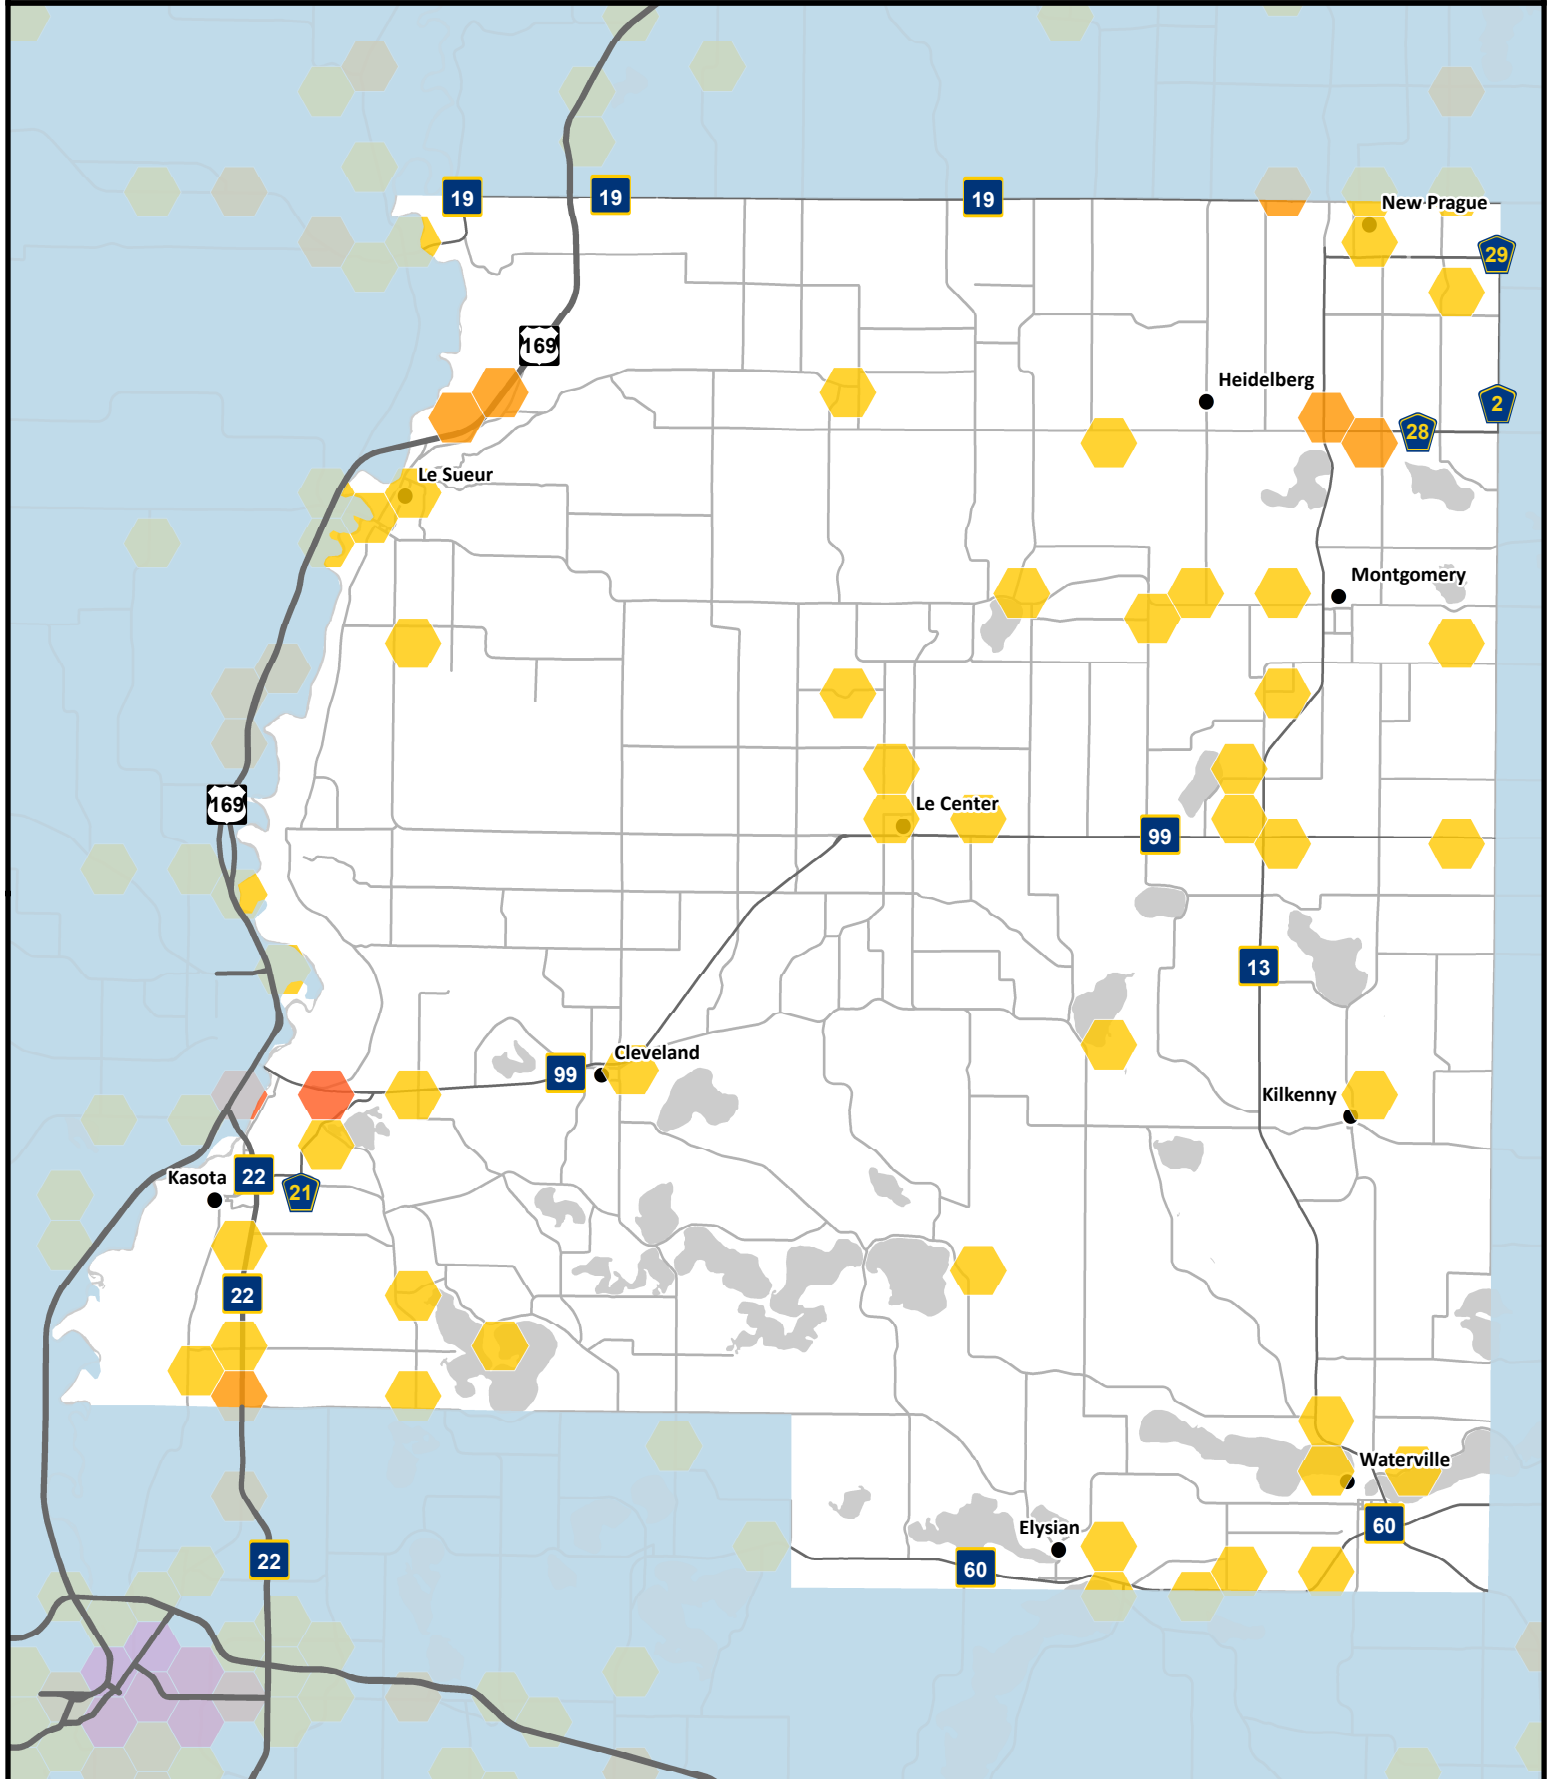 19
19
19
New Prague
29
169
Heidelberg
2
28
Le Sueur
Montgomery
169
Le Center
99
13
Cleveland
99
Kilkenny
Kasota
22
21
22
Waterville
60
Elysian
60
22